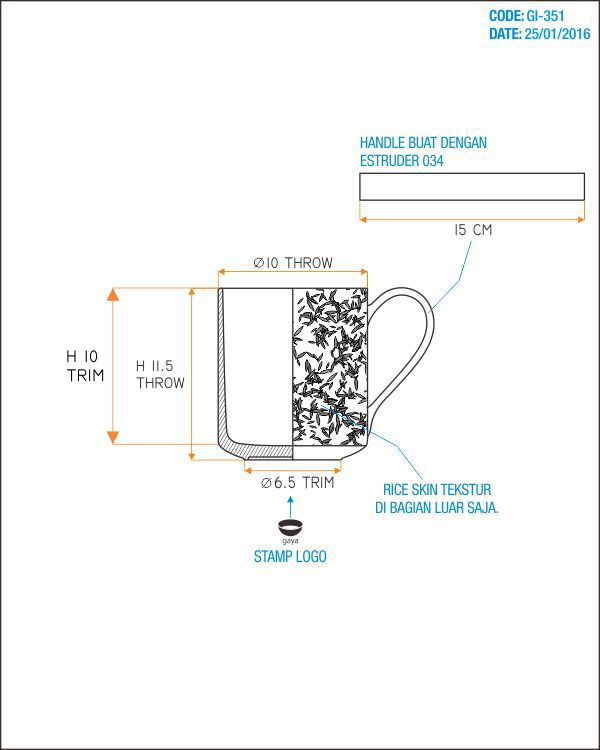 CODE: GI-351
DATE: 25/01/2016
HANDLE BUAT DENGAN
ESTRUDER 034
15 CM
Ø10 THROW
H 10
TRIM
H 11.5
THROW
Ø6.5 TRIM
RICE SKIN TEKSTUR
DI BAGIAN LUAR SAJA.
gaya
STAMP LOGO